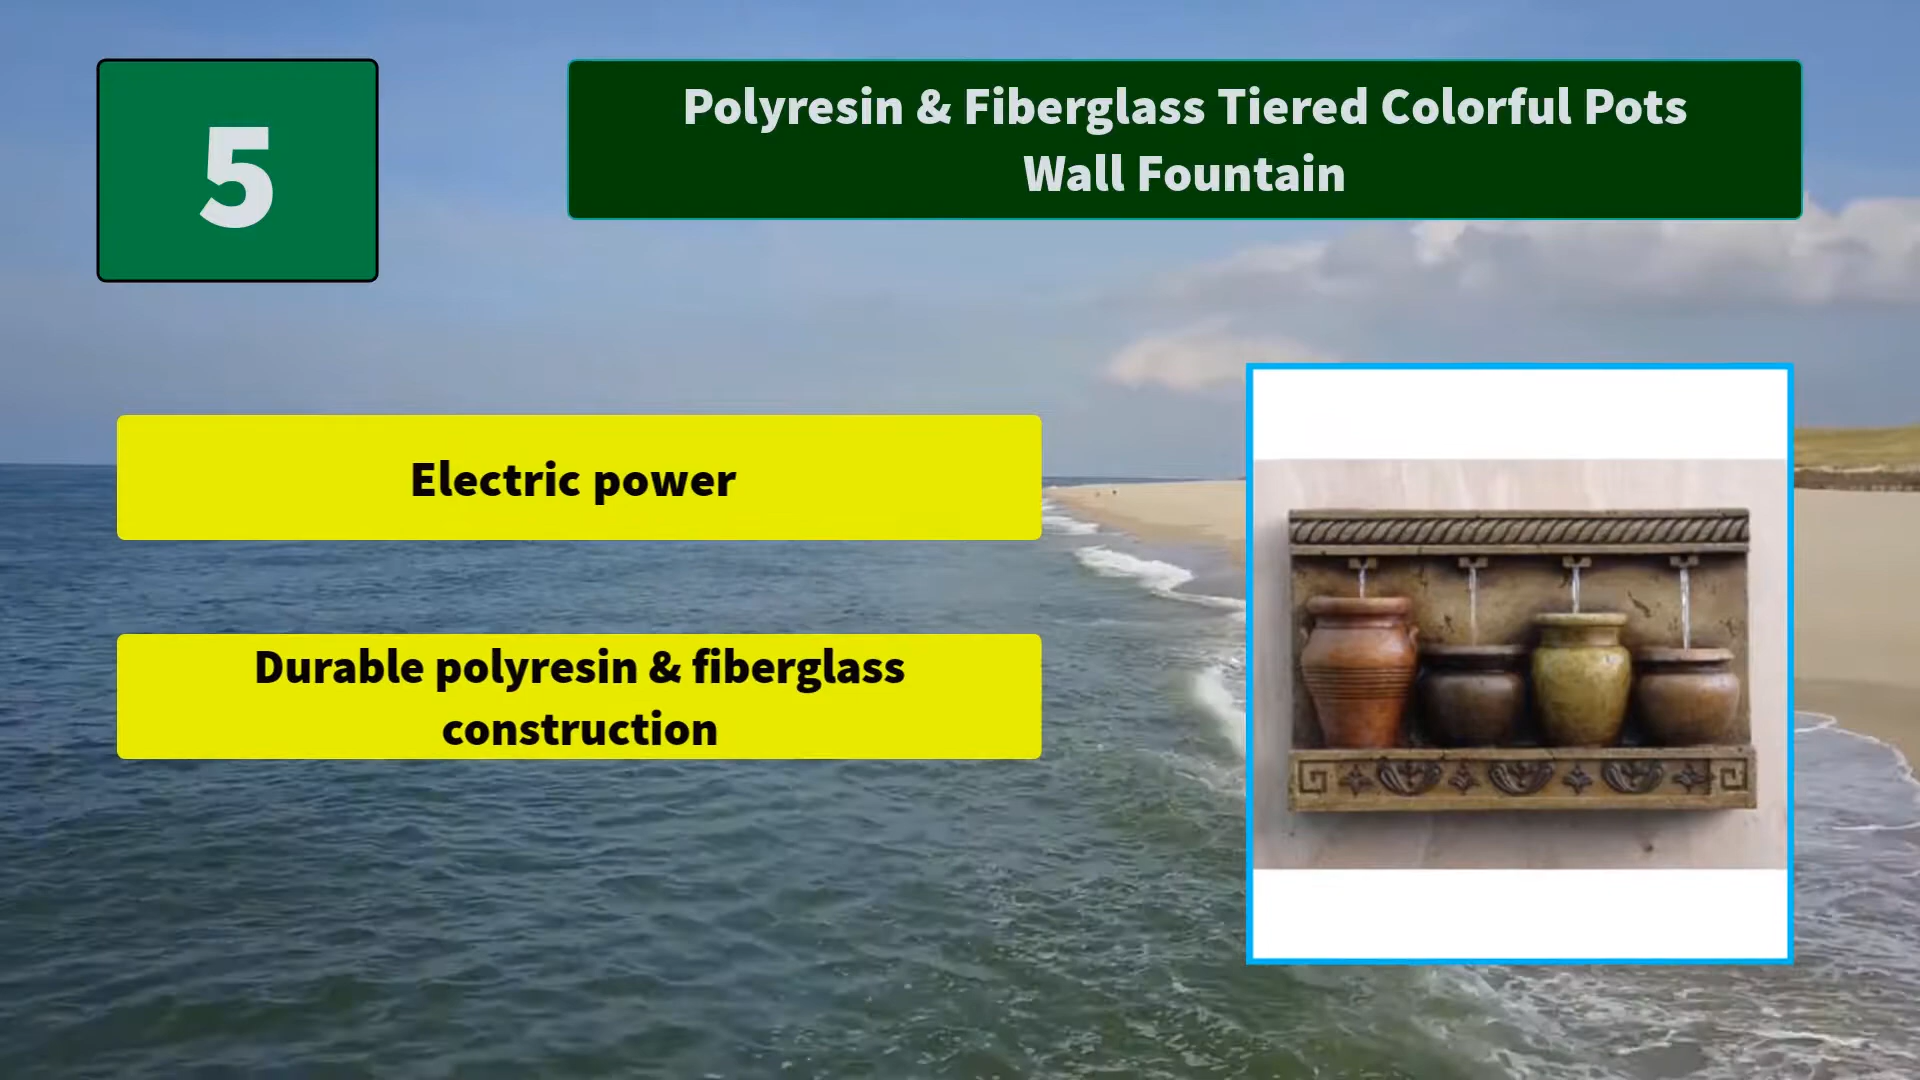 5
Polyresin & Fiberglass Tiered Colorful Pots
Wall Fountain
Electric power
Durable polyresin & fiberglass
construction